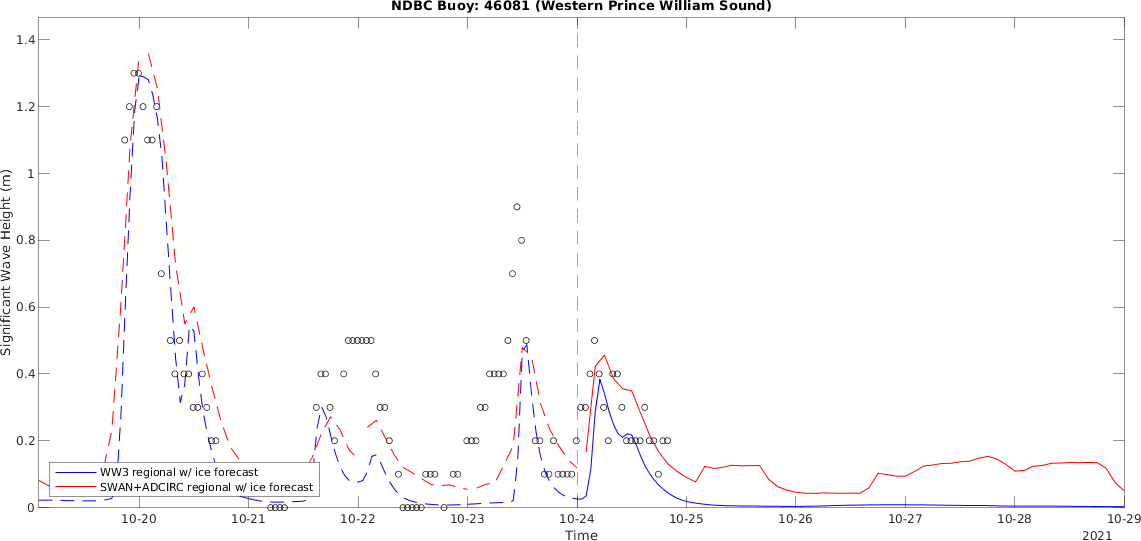 NDBC Buoy: 46081 (Western Prince William Sound)
1.4
1.2
1
0.8
0.6
0.4
0.2
0
Significant Wave Height (m)
WW3 regional w/ ice forecast
SWAN+ADCIRC regional w/ ice forecast
10-20 10-21 10-22 10-23 10-24 10-25 10-26 10-27 10-28 10-29
Time
2021